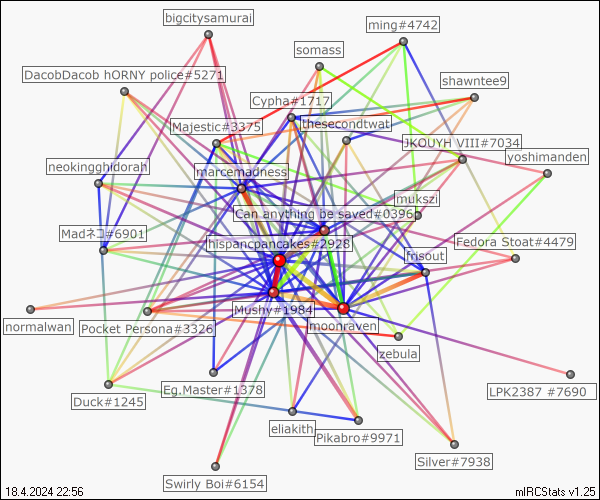 bigcitysamurai
ming#4742
somass
DacobDacob hORNY police#5271
shawntee9
Cypha#1717
Majestic#3375
thesecondtwat
JKOUYH VIII#7034
yoshimanden
neokingghidorah
marcemadness
mukszi
Can anything be saved#0396
Madネコ#6901
hispancpancakes#2928
Fedora Stoat#4479
frisout
Mushy#1984
normalwan
Pocket Persona#3326
moonraven
zebula
Eg.Master#1378
LPK2387 #7690
Duck#1245
eliakith
Pikabro#9971
Silver#7938
Swirly Boi#6154
18.4.2024 22:56
mIRCStats v1.25